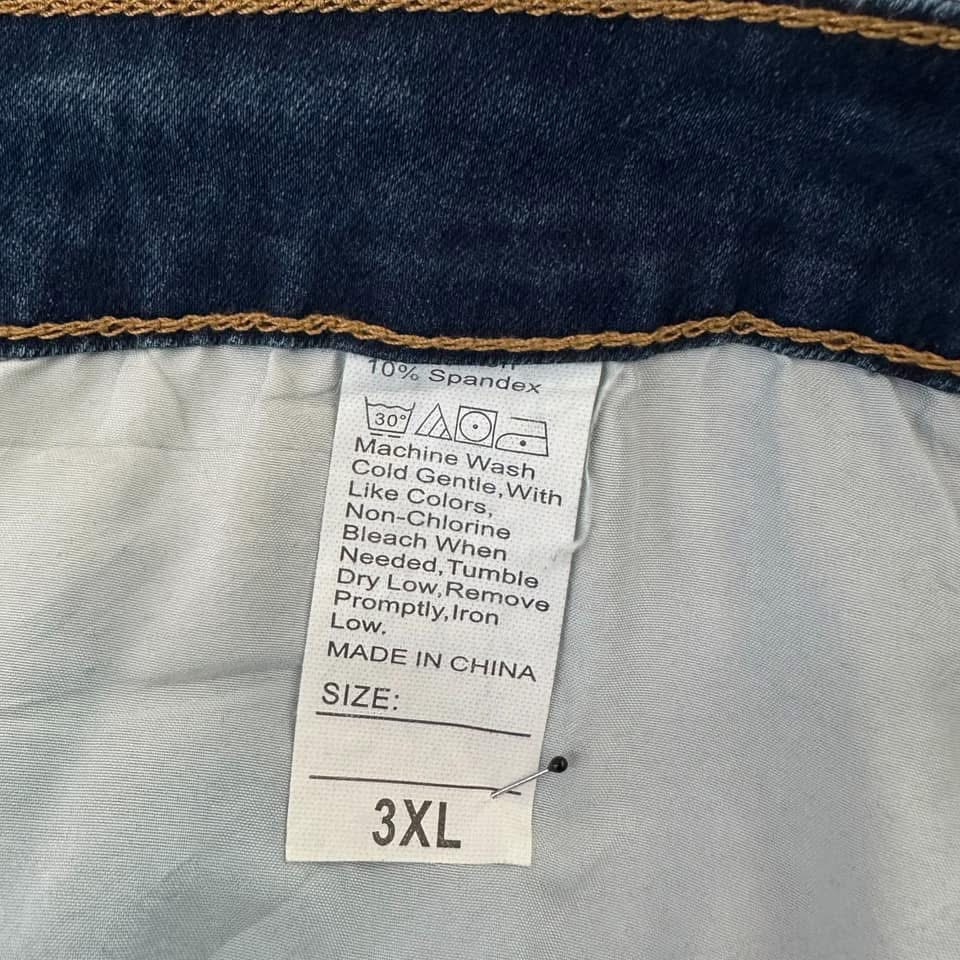 10% Spandex
30°
Machine Wash
Cold Gentle,With
Like Colors,
Non-Chlorine
Bleach When
Needed,Tumble
Dry Low,Remove
Promptly,Iron
Low.
MADE IN CHINA
SIZE:
3XL